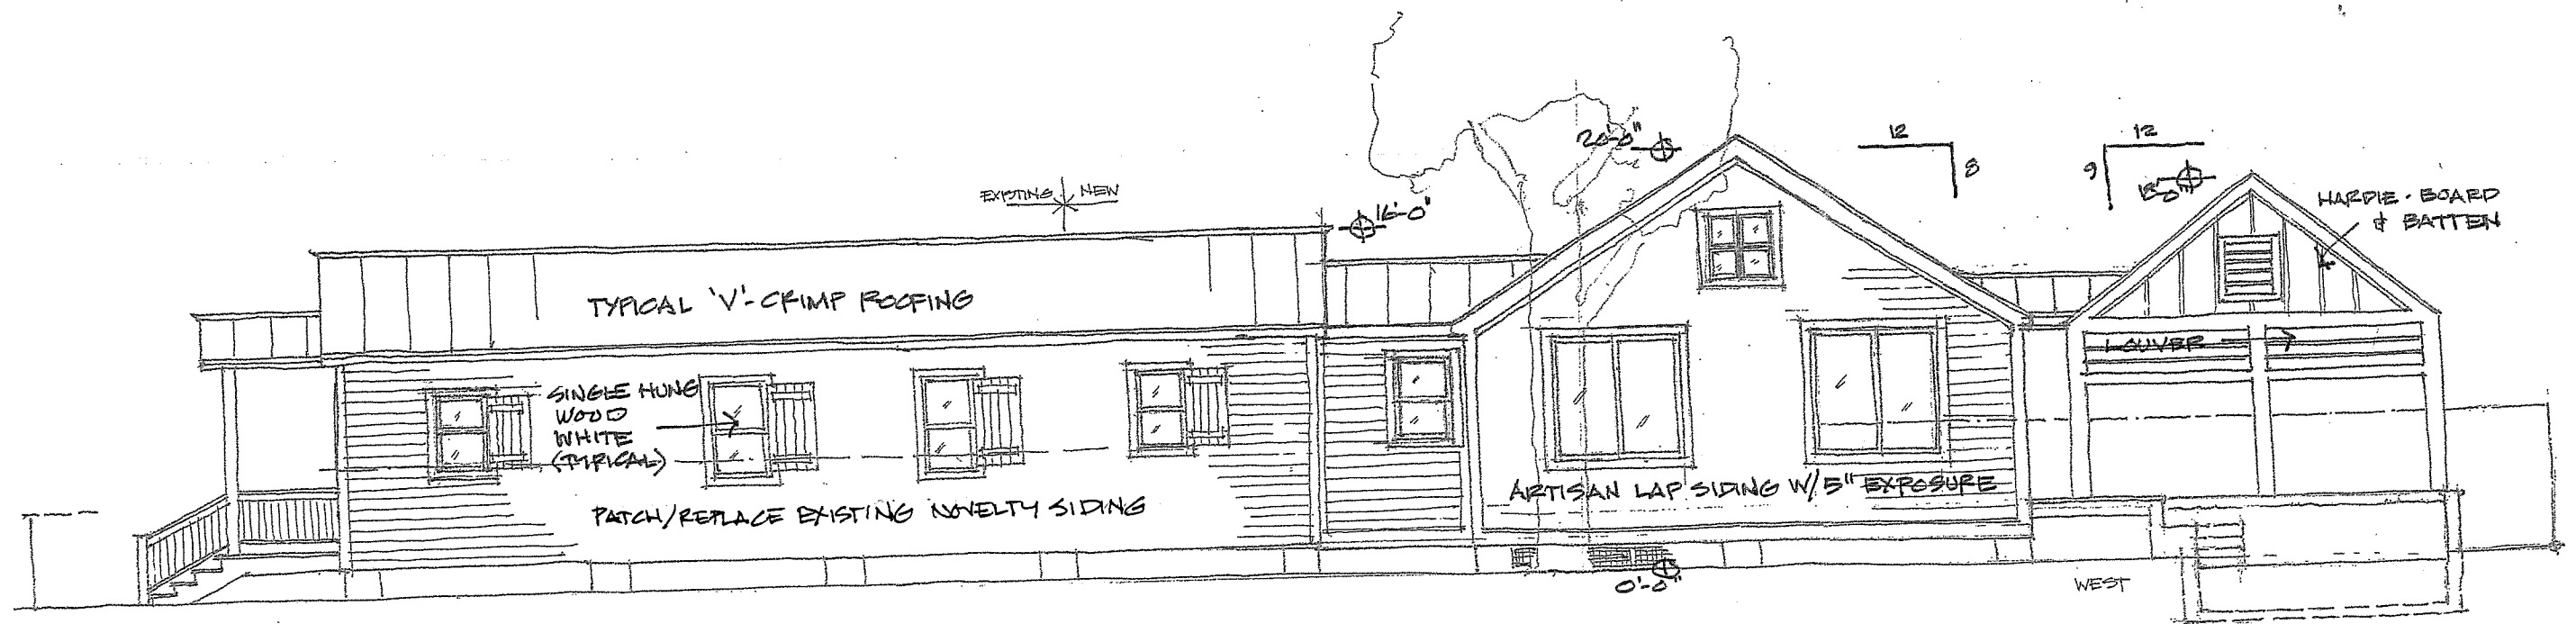 EXISTING NEW
16'-0"
20'-0"
12
8
12
9
18'-0"
HARDIE-BOARD
& BATTEN
TYPICAL 'V'-CRIMP ROOFING
LOUVER
SINGLE HUNG
WOOD
WHITE
(TYPICAL)
PATCH/REPLACE EXISTING NOVELTY SIDING
ARTISAN LAP SIDING W/5" EXPOSURE
0'-0"
WEST